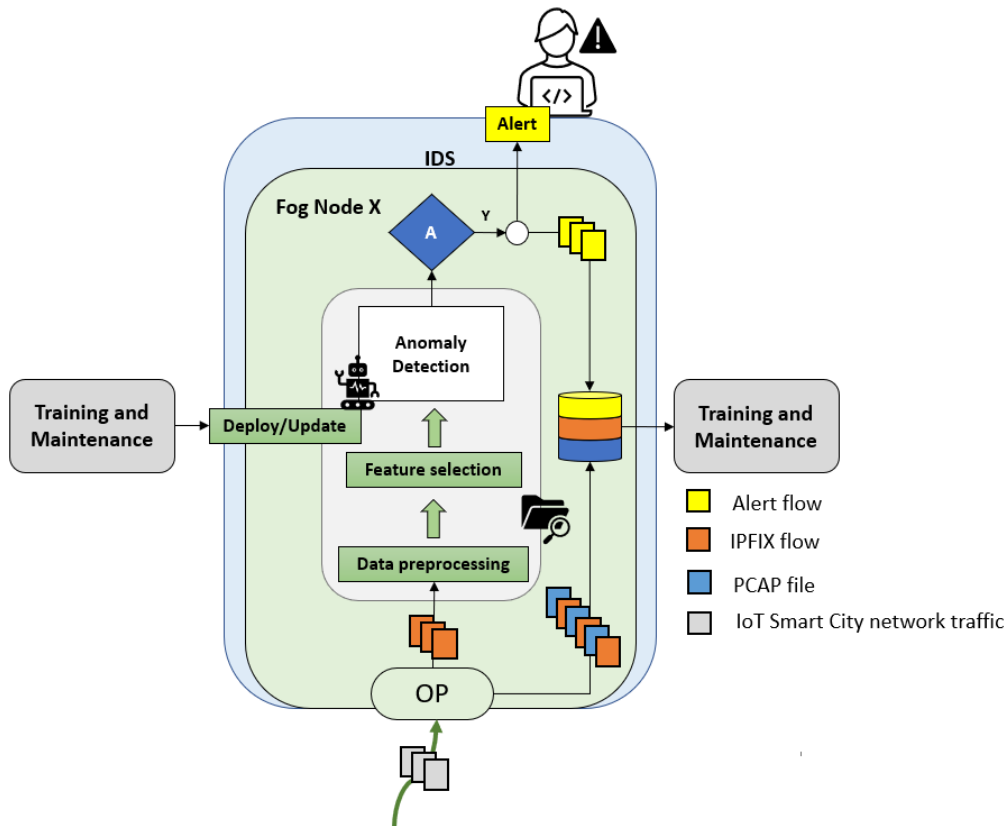 </>
Alert
IDS
Fog Node X
A
Y
Anomaly
Detection
Training and
Maintenance
Deploy/Update
Feature selection
Data preprocessing
OP
Training and
Maintenance
Alert flow
IPFIX flow
PCAP file
IoT Smart City network traffic